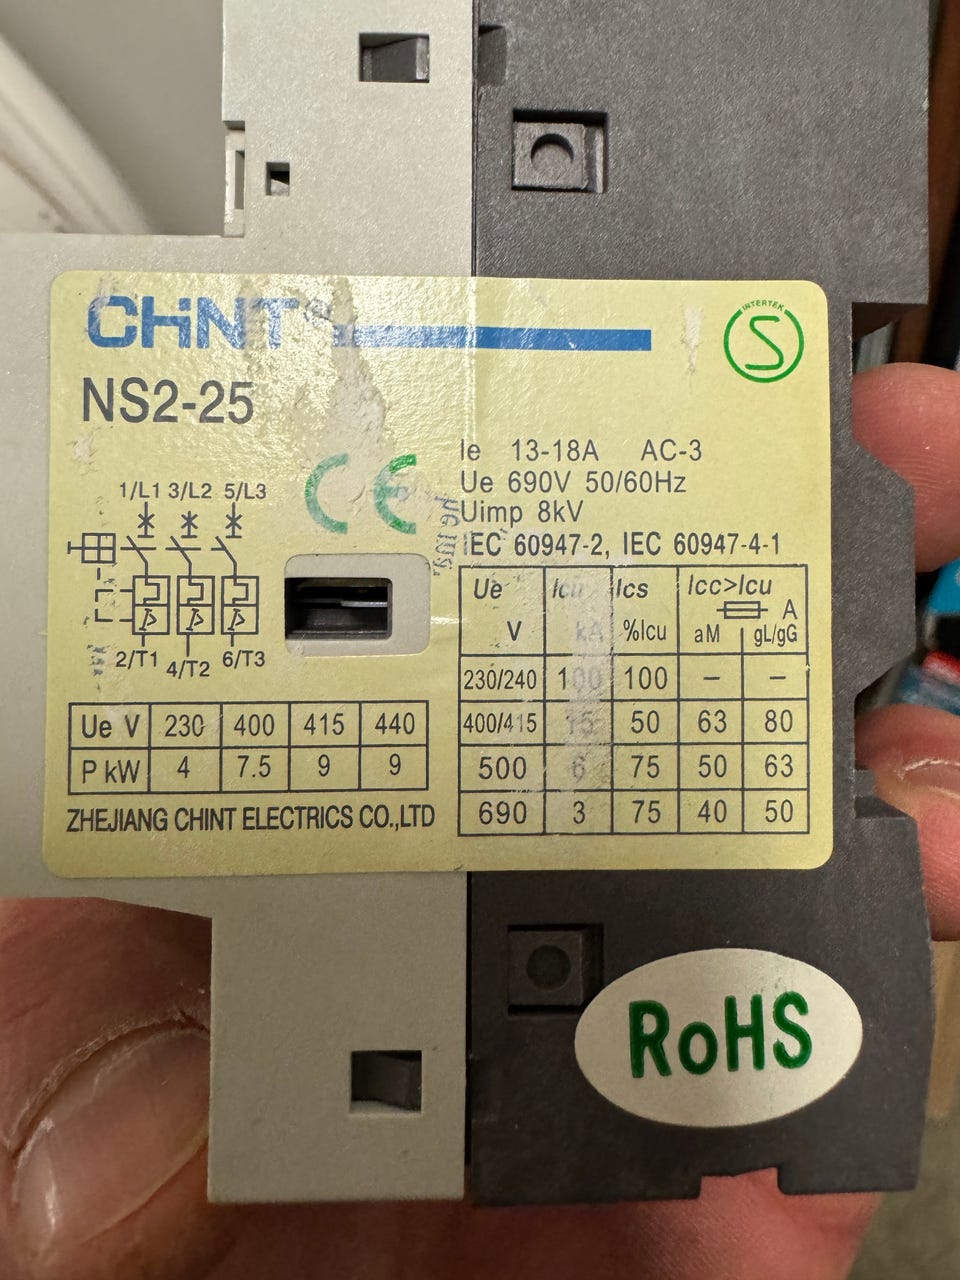 CHINT
INTERTEK
S
NS2-25
CE
Ie 13-18A AC-3
Ue 690V 50/60Hz
Uimp 8kV
IEC 60947-2, IEC 60947-4-1
1/L1 3/L2 5/L3
2/T1 4/T2 6/T3
Ue V 230 400 415 440
P kW 4 7.5 9 9
ZHEJIANG CHINT ELECTRICS CO.,LTD
Ue Icu Ics Icc>Icu
A
V kA %Icu aM gL/gG
230/240 100 100 – –
400/415 15 50 63 80
500 6 75 50 63
690 3 75 40 50
RoHS